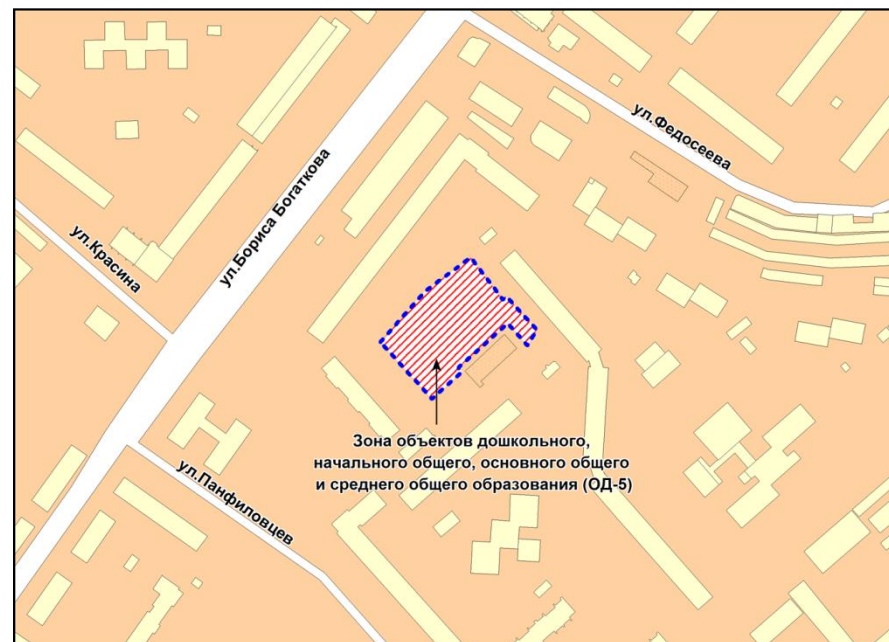 ул.Федосеева
ул.Бориса Богаткова
ул.Красина
Зона объектов дошкольного,
начального общего, основного общего
и среднего общего образования (ОД-5)
ул.Панфиловцев